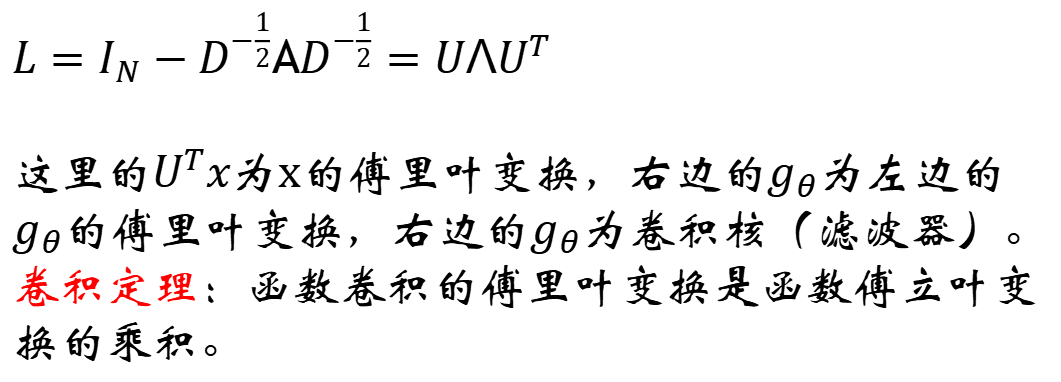 L = I_N − D^{-\frac{1}{2}}AD^{-\frac{1}{2}} = UΛU^T
这里的U^T x为x的傅里叶变换，右边的g_θ为左边的
g_θ的傅里叶变换，右边的g_θ为卷积核（滤波器）。
卷积定理：函数卷积的傅里叶变换是函数傅立叶变
换的乘积。